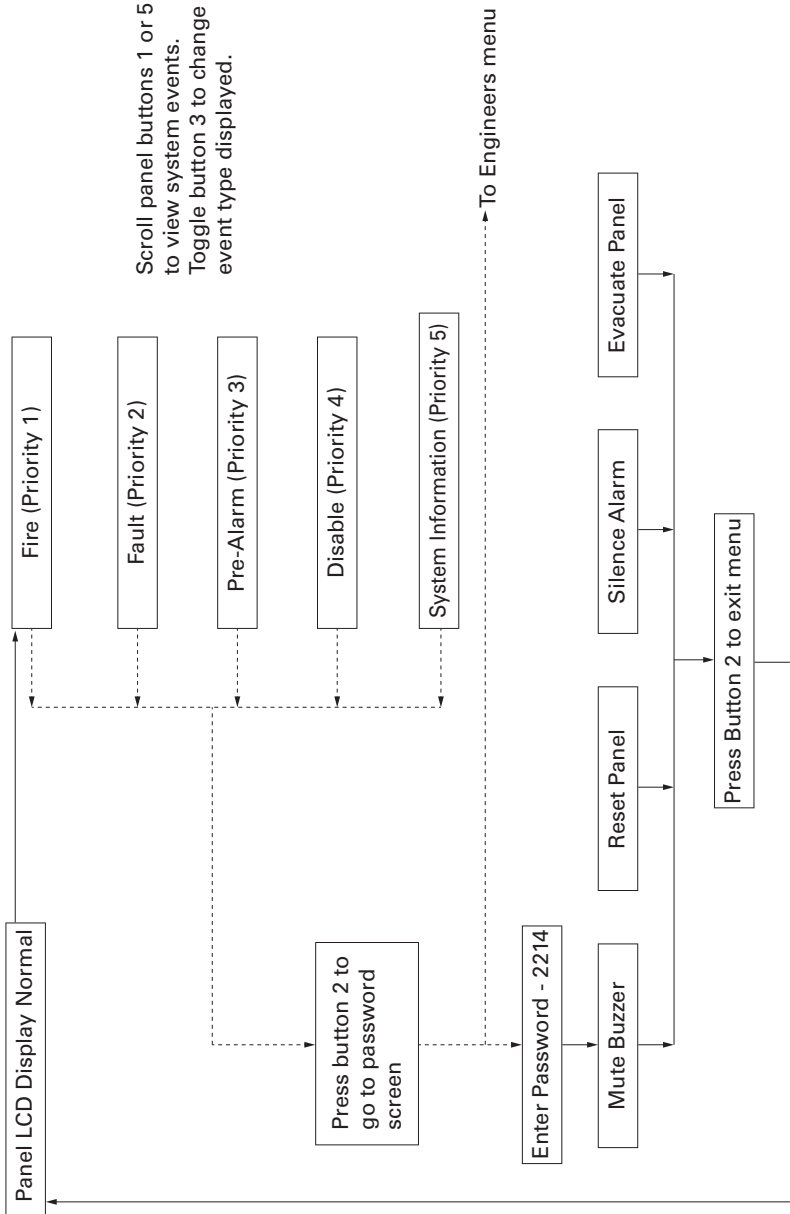 Panel LCD Display Normal
Fire (Priority 1)
Fault (Priority 2)
Pre-Alarm (Priority 3)
Disable (Priority 4)
System Information (Priority 5)
Scroll panel buttons 1 or 5
to view system events.
Toggle button 3 to change
event type displayed.
Press button 2 to
go to password
screen
To Engineers menu
Enter Password - 2214
Mute Buzzer
Reset Panel
Silence Alarm
Evacuate Panel
Press Button 2 to exit menu